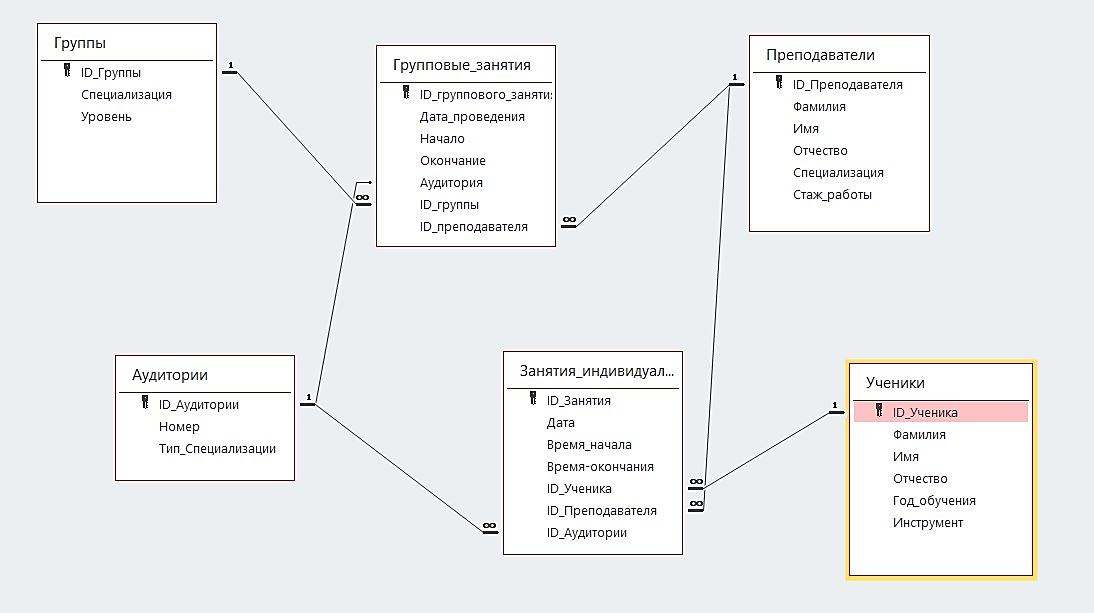 Группы
ID_Группы
Специализация
Уровень
1
Групповые_занятия
ID_группового_занятия
Дата_проведения
Начало
Окончание
Аудитория
ID_группы
ID_преподавателя
∞
∞
Преподаватели
ID_Преподавателя
Фамилия
Имя
Отчество
Специализация
Стаж_работы
1
Аудитории
ID_Аудитории
Номер
Тип_Специализации
1
Занятия_индивидуал...
ID_Занятия
Дата
Время_начала
Время-окончания
ID_Ученика
ID_Преподавателя
ID_Аудитории
∞
∞
∞
Ученики
ID_Ученика
Фамилия
Имя
Отчество
Год_обучения
Инструмент
1